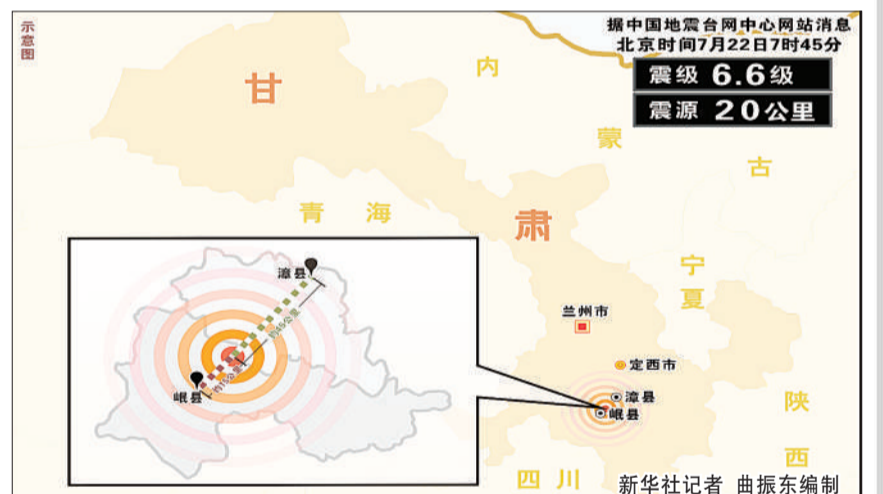 示意图
据中国地震台网中心网站消息
北京时间7月22日7时45分
震级 6.6级
震源 20公里
甘
肃
内
蒙
古
青 海
宁
夏
兰州市
定西市
漳县
岷县
陕
西
四 川
漳县
岷县
新华社记者 曲振东编制